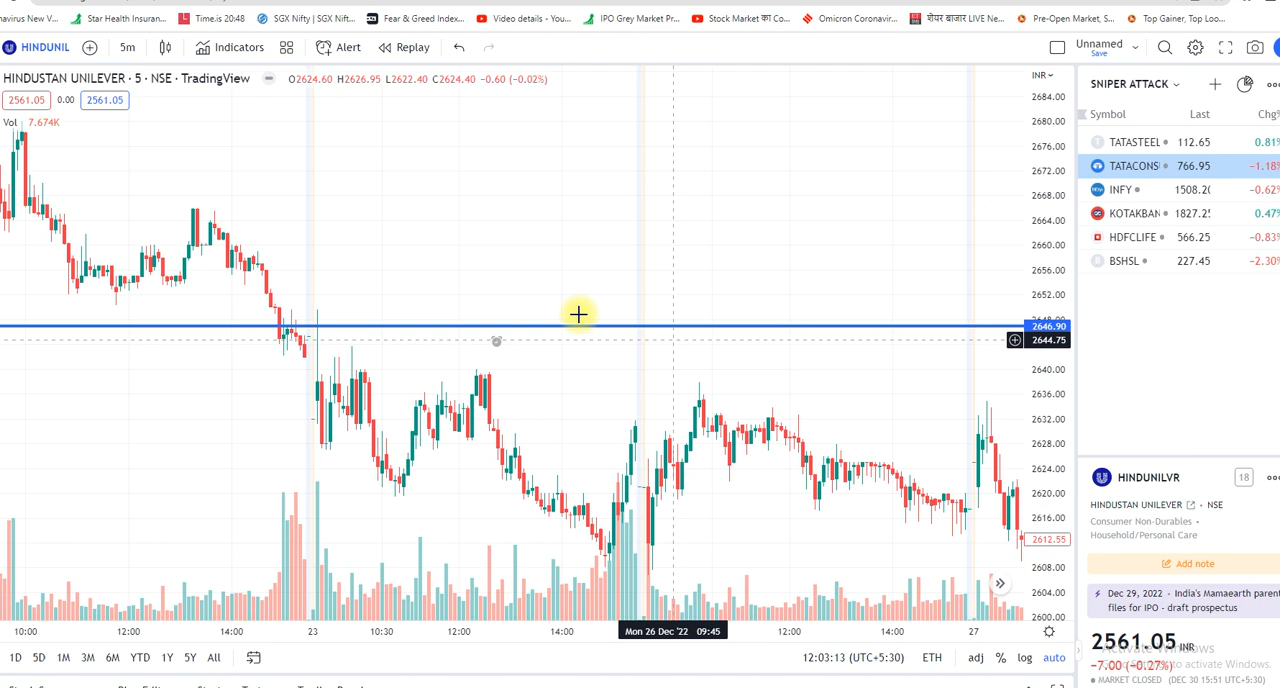 onavirus New V... Star Health Insuran... Time.is 20:48 SGX Nifty | SGX Nift... Fear & Greed Index... Video details - You... IPO Grey Market Pr... Stock Market का Co... Omicron Coronavir... शेयर बाजार LIVE Ne... Pre-Open Market, S... Top Gainer, Top Loo...
HINDUNIL 5m Indicators Alert Replay Unnamed
Save
HINDUSTAN UNILEVER · 5 · NSE · TradingView O2624.60 H2626.95 L2622.40 C2624.40 −0.60 (−0.02%)
2561.05 0.00 2561.05
Vol 7.674K
INR
2684.00
2680.00
2676.00
2672.00
2668.00
2664.00
2660.00
2656.00
2652.00
2646.90
2644.75
2640.00
2636.00
2632.00
2628.00
2624.00
2620.00
2616.00
2612.55
2608.00
2604.00
2600.00
10:00 12:00 14:00 23 10:30 12:00 14:00 Mon 26 Dec '22 09:45 12:00 14:00 27
1D 5D 1M 3M 6M YTD 1Y 5Y All 12:03:13 (UTC+5:30) ETH adj % log auto
SNIPER ATTACK
Symbol Last Chg%
TATASTEEL 112.65 0.81%
TATACONS 766.95 −1.18%
INFY 1508.20 −0.62%
KOTAKBAN 1827.25 0.47%
HDFCLIFE 566.25 −0.83%
BSHSL 227.45 −2.30%
HINDUNILVR 18
HINDUSTAN UNILEVER · NSE
Consumer Non-Durables ·
Household/Personal Care
Add note
Dec 29, 2022 · India's Mamaearth parent
files for IPO - draft prospectus
2561.05 INR
−7.00 (−0.27%)
Activate Windows
to activate Windows.
MARKET CLOSED (DEC 30 15:51 UTC+5:30)